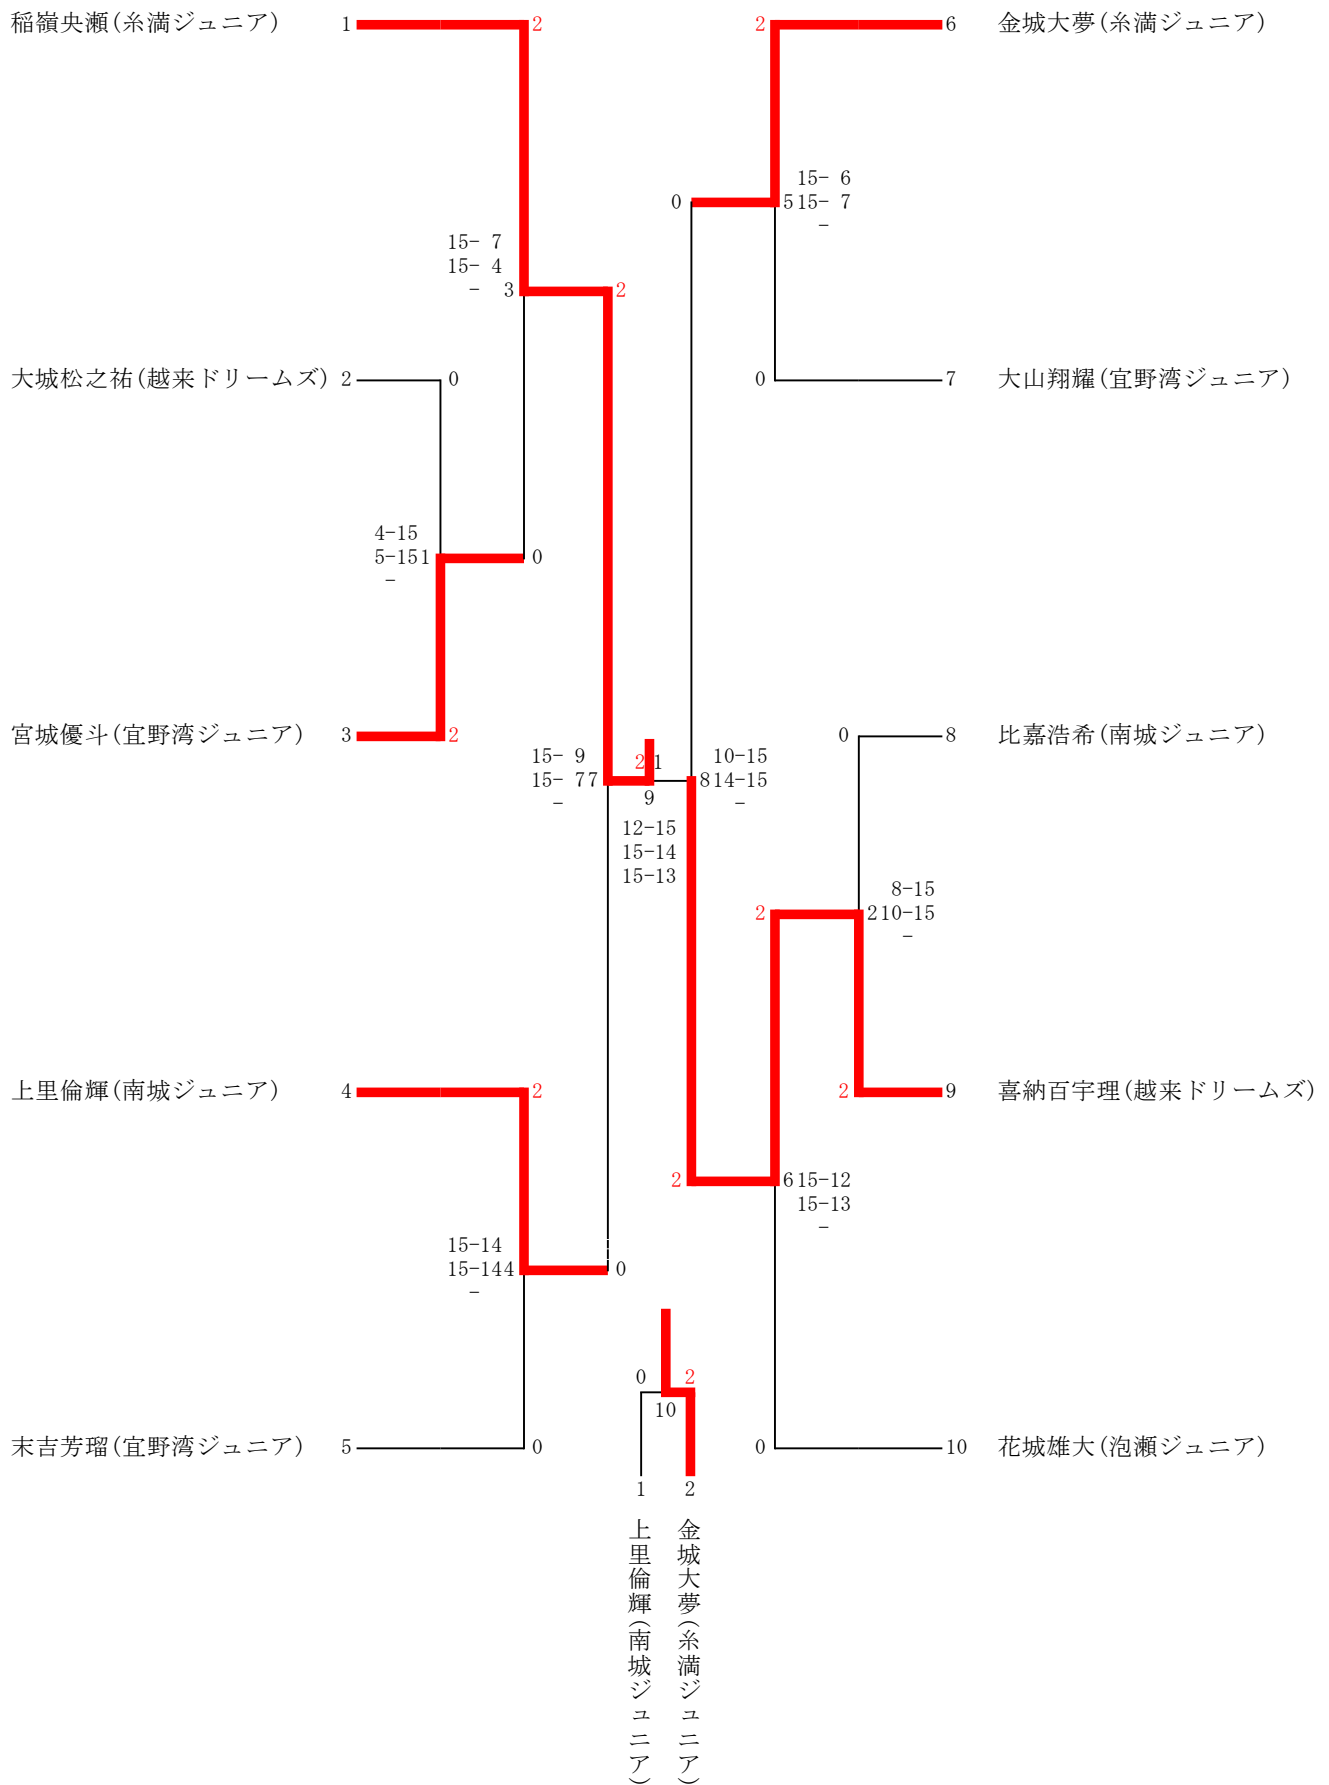 稲嶺央瀬(糸満ジュニア) 1 2
2 6 金城大夢(糸満ジュニア)
15- 6
0 5 15- 7
-
15- 7
15- 4
- 3 2
大城松之祐(越来ドリームズ) 2 0
0 7 大山翔耀(宜野湾ジュニア)
4-15
5-15 1 0
-
宮城優斗(宜野湾ジュニア) 3 2
0 8 比嘉浩希(南城ジュニア)
15- 9 2 1 10-15
15- 7 7 8 14-15
- 9 -
12-15
15-14
15-13
8-15
2 2 10-15
-
上里倫輝(南城ジュニア) 4 2
2 9 喜納百宇理(越来ドリームズ)
2 6 15-12
15-13
-
15-14
15-14 4 0
-
0 2
10
末吉芳瑠(宜野湾ジュニア) 5 0
0 10 花城雄大(泡瀬ジュニア)
1 2
上里倫輝(南城ジュニア)
金城大夢(糸満ジュニア)